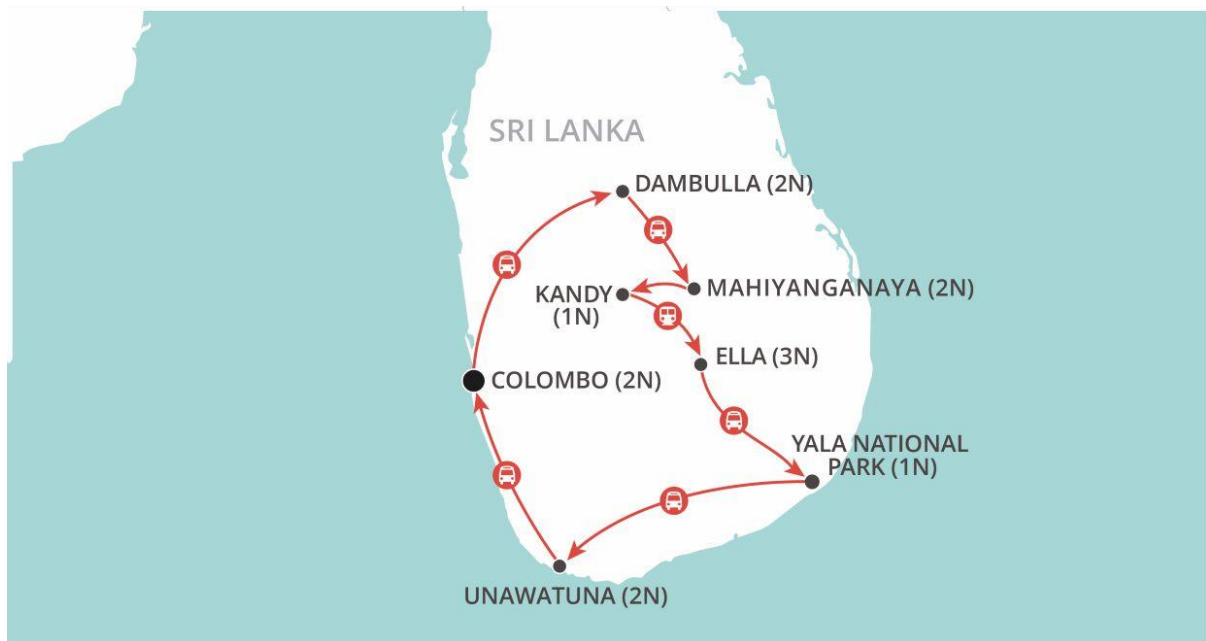 SRI LANKA
DAMBULLA (2N)
MAHIYANGANAYA (2N)
KANDY
(1N)
ELLA (3N)
COLOMBO (2N)
YALA NATIONAL
PARK (1N)
UNAWATUNA (2N)